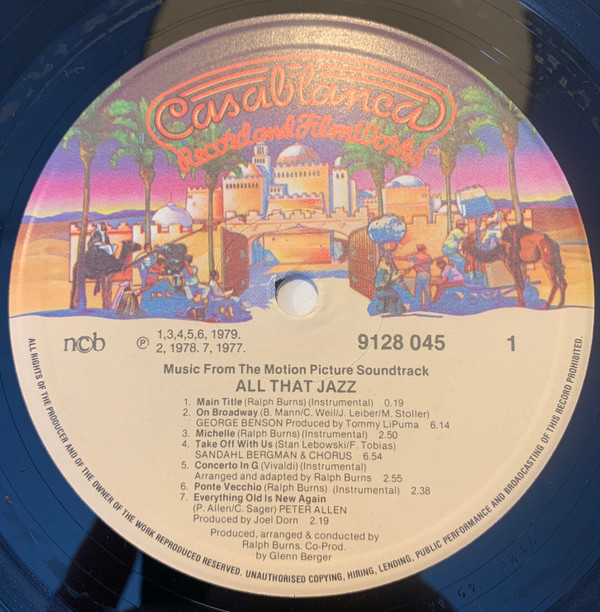 Casablanca
Record and FilmWorks
ncb
℗ 1,3,4,5,6, 1979.
2, 1978. 7, 1977.
9128 045
1
Music From The Motion Picture Soundtrack
ALL THAT JAZZ
1. Main Title (Ralph Burns) (Instrumental) 0.19
2. On Broadway (B. Mann/C. Weil/J. Leiber/M. Stoller)
GEORGE BENSON Produced by Tommy LiPuma 6.14
3. Michelle (Ralph Burns) (Instrumental) 2.50
4. Take Off With Us (Stan Lebowski/F. Tobias)
SANDAHL BERGMAN & CHORUS 6.54
5. Concerto In G (Vivaldi) (Instrumental)
Arranged and adapted by Ralph Burns 2.55
6. Ponte Vecchio (Ralph Burns) (Instrumental) 2.38
7. Everything Old Is New Again
(P. Allen/C. Sager) PETER ALLEN
Produced by Joel Dorn 2.19
Produced, arranged & conducted by
Ralph Burns. Co-Prod.
by Glenn Berger
ALL RIGHTS OF THE PRODUCER AND OF THE OWNER OF THE WORK REPRODUCED RESERVED. UNAUTHORISED COPYING, HIRING, LENDING, PUBLIC PERFORMANCE AND BROADCASTING OF THIS RECORD PROHIBITED.